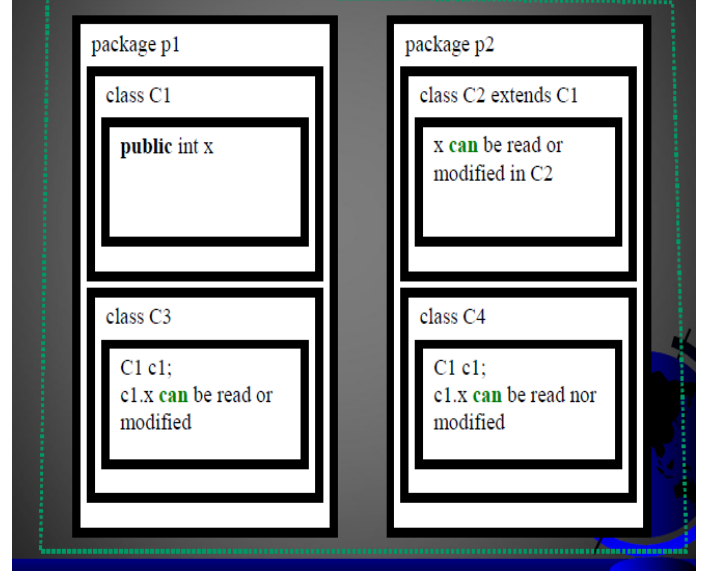 package p1
class C1
public int x
class C3
C1 c1;
c1.x can be read or
modified
package p2
class C2 extends C1
x can be read or
modified in C2
class C4
C1 c1;
c1.x can be read nor
modified